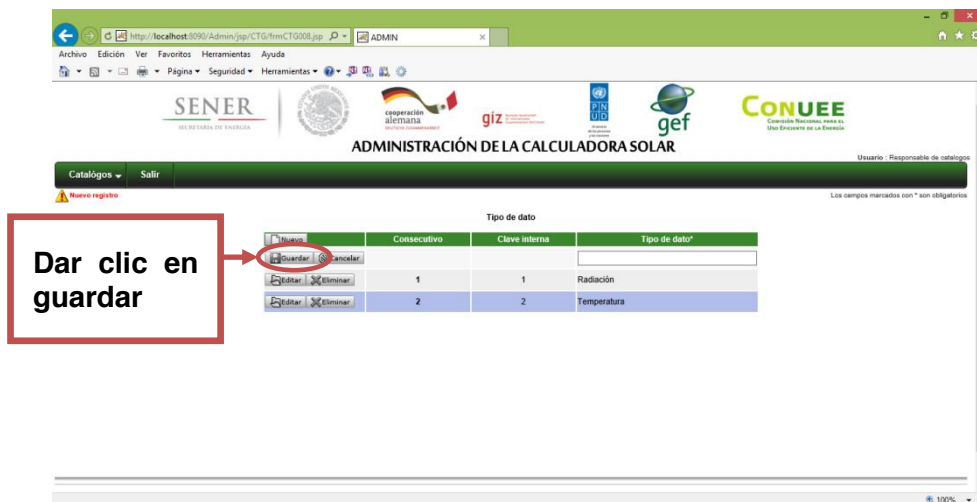 http://localhost:8090/Admin/jsp/CTG/frmCTG008.jsp
ADMIN
Archivo Edición Ver Favoritos Herramientas Ayuda
Página Seguridad Herramientas
SENER
SECRETARÍA DE ENERGÍA
cooperación
alemana
DEUTSCHE ZUSAMMENARBEIT
giz
P N
U D
gef
CONUEE
COMISIÓN NACIONAL PARA EL
USO EFICIENTE DE LA ENERGÍA
ADMINISTRACIÓN DE LA CALCULADORA SOLAR
Usuario : Responsable de catalogos
Catalógos Salir
Nuevo registro
Los campos marcados con * son obligatorios
Tipo de dato
Dar clic en
guardar
Nuevo Consecutivo Clave interna Tipo de dato*
Guardar Cancelar
Editar Eliminar 1 1 Radiación
Editar Eliminar 2 2 Temperatura
100%